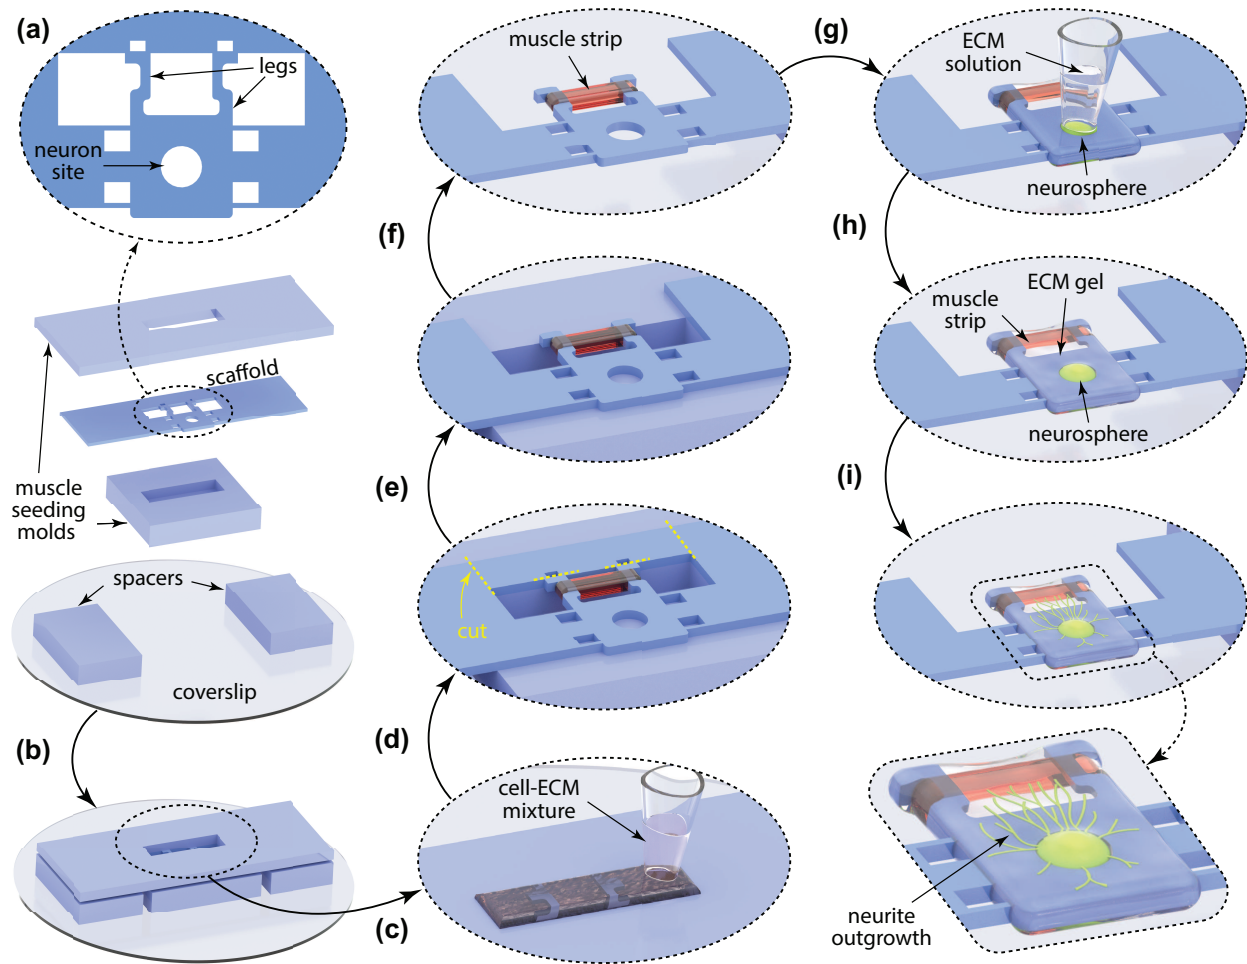 (a)
legs
neuron
site
scaffold
muscle
seeding
molds
spacers
coverslip
(b)
(c)
cell-ECM
mixture
(d)
cut
(e)
(f)
muscle strip
(g)
ECM
solution
neurosphere
(h)
muscle
strip
ECM gel
neurosphere
(i)
neurite
outgrowth